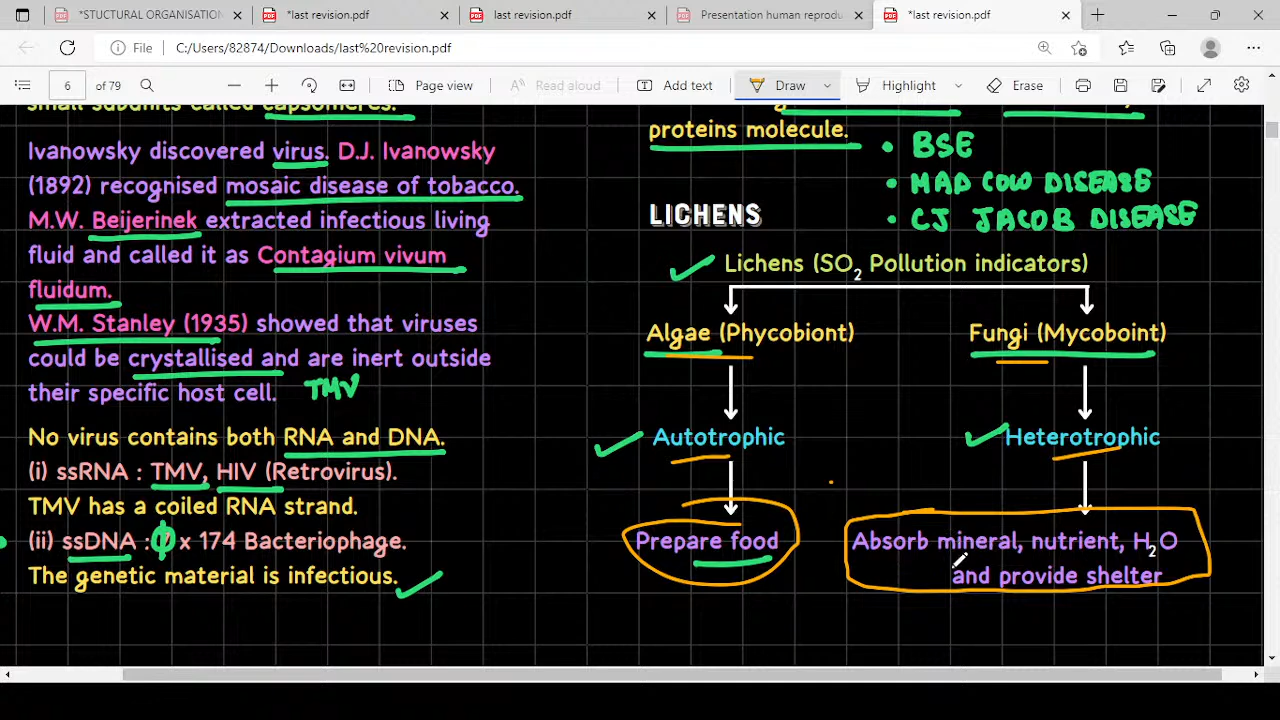 *STUCTURAL ORGANISATION
*last revision.pdf
last revision.pdf
Presentation human reprodu
*last revision.pdf
File
C:/Users/82874/Downloads/last%20revision.pdf
6
of 79
Page view
Read aloud
Add text
Draw
Highlight
Erase
small subunits called capsomeres.
Ivanowsky discovered virus. D.J. Ivanowsky
(1892) recognised mosaic disease of tobacco.
M.W. Beijerinek extracted infectious living
fluid and called it as Contagium vivum
fluidum.
W.M. Stanley (1935) showed that viruses
could be crystallised and are inert outside
their specific host cell. TMV
No virus contains both RNA and DNA.
(i) ssRNA : TMV, HIV (Retrovirus).
TMV has a coiled RNA strand.
(ii) ssDNA : φ x 174 Bacteriophage.
The genetic material is infectious.
proteins molecule.
• BSE
• MAD COW DISEASE
• CJ JACOB DISEASE
LICHENS
Lichens (SO2 Pollution indicators)
Algae (Phycobiont)
Fungi (Mycoboint)
Autotrophic
Heterotrophic
Prepare food
Absorb mineral, nutrient, H2O
and provide shelter